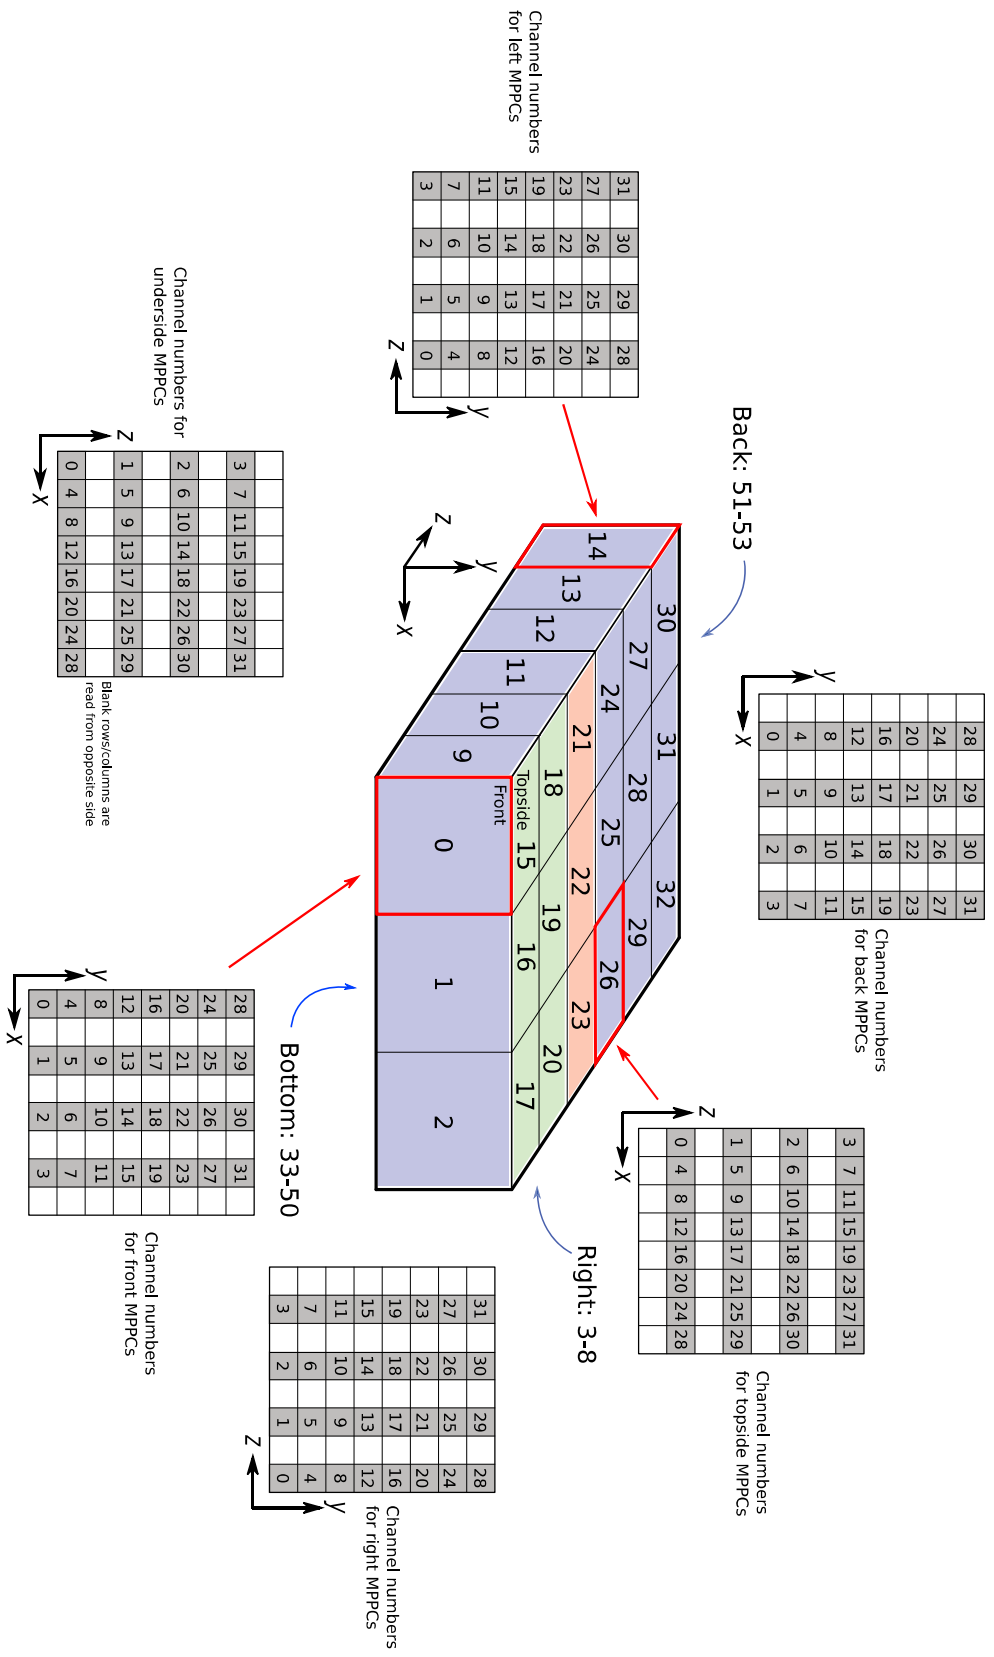 28 29 30 31
24 25 26 27
20 21 22 23
16 17 18 19
12 13 14 15
8 9 10 11
4 5 6 7
0 1 2 3
y
x
Channel numbers
for back MPPCs
3 7 11 15 19 23 27 31
2 6 10 14 18 22 26 30
1 5 9 13 17 21 25 29
0 4 8 12 16 20 24 28
z
x
Channel numbers
for topside MPPCs
Back: 51-53
Channel numbers
for left MPPCs
31 30 29 28
27 26 25 24
23 22 21 20
19 18 17 16
15 14 13 12
11 10 9 8
7 6 5 4
3 2 1 0
y
z
30 31 32
27 28 29
24 25 26
21 22 23
18 19 20
15 16 17
Topside
Front
14
13
12
11
10
9
0 1 2
z
y
x
Right: 3-8
Bottom: 33-50
31 30 29 28
27 26 25 24
23 22 21 20
19 18 17 16
15 14 13 12
11 10 9 8
7 6 5 4
3 2 1 0
y
z
Channel numbers
for right MPPCs
28 29 30 31
24 25 26 27
20 21 22 23
16 17 18 19
12 13 14 15
8 9 10 11
4 5 6 7
0 1 2 3
y
x
Channel numbers
for front MPPCs
Channel numbers for
underside MPPCs
3 7 11 15 19 23 27 31
2 6 10 14 18 22 26 30
1 5 9 13 17 21 25 29
0 4 8 12 16 20 24 28
z
x
Blank rows/columns are
read from opposite side